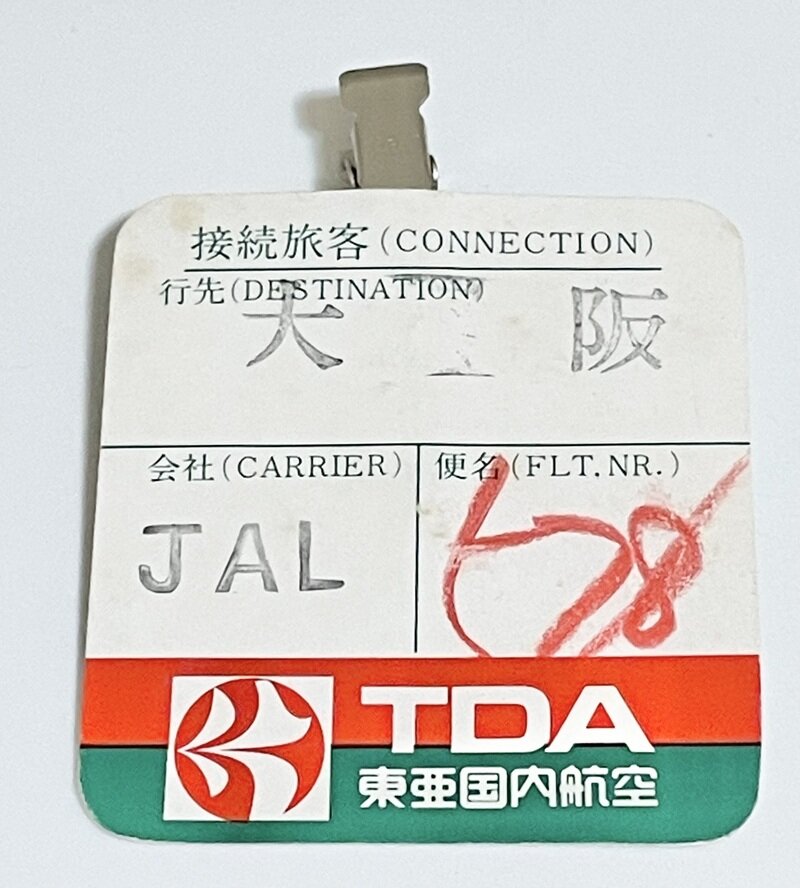 接続旅客(CONNECTION)
行先(DESTINATION)
大 阪
会社(CARRIER)
便名(FLT.NR.)
JAL
TDA
東亜国内航空